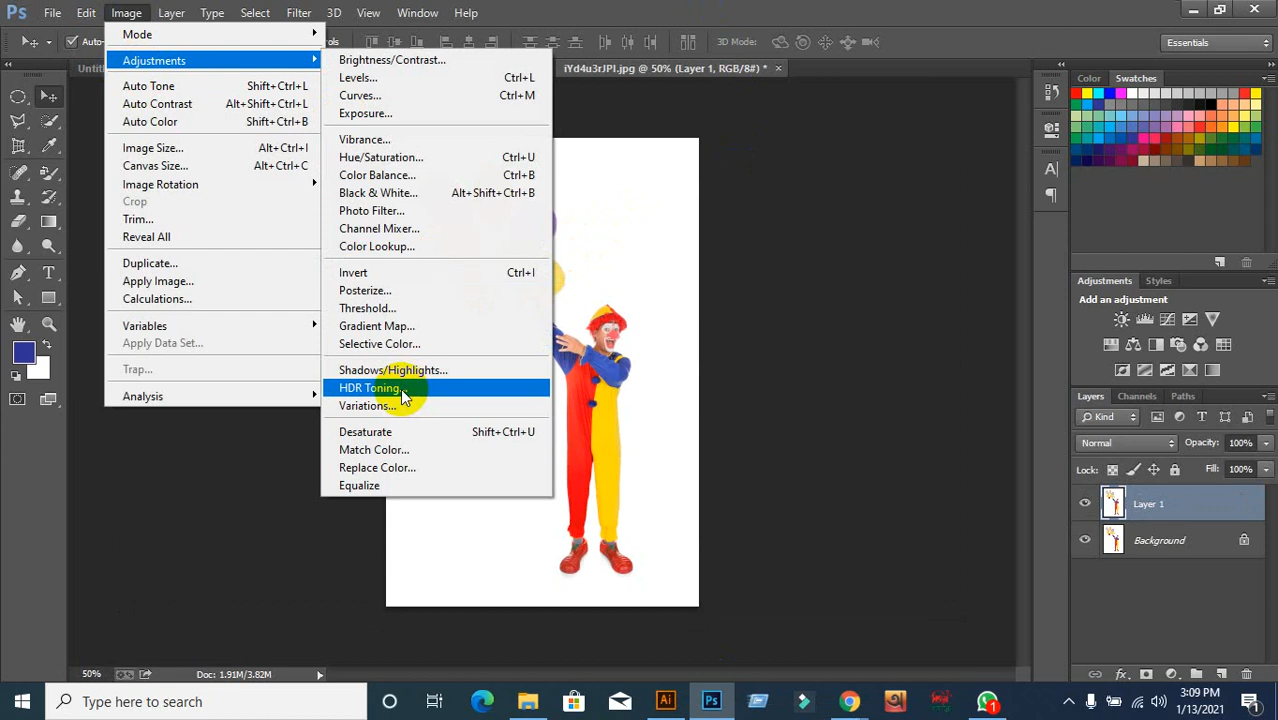 Ps File Edit Image Layer Type Select Filter 3D View Window Help
Auto-
3D Mode:
Essentials
iYd4u3rJPI.jpg @ 50% (Layer 1, RGB/8#) *
Mode
Adjustments
Auto Tone Shift+Ctrl+L
Auto Contrast Alt+Shift+Ctrl+L
Auto Color Shift+Ctrl+B
Image Size... Alt+Ctrl+I
Canvas Size... Alt+Ctrl+C
Image Rotation
Crop
Trim...
Reveal All
Duplicate...
Apply Image...
Calculations...
Variables
Apply Data Set...
Trap...
Analysis
Brightness/Contrast...
Levels... Ctrl+L
Curves... Ctrl+M
Exposure...
Vibrance...
Hue/Saturation... Ctrl+U
Color Balance... Ctrl+B
Black & White... Alt+Shift+Ctrl+B
Photo Filter...
Channel Mixer...
Color Lookup...
Invert Ctrl+I
Posterize...
Threshold...
Gradient Map...
Selective Color...
Shadows/Highlights...
HDR Toning...
Variations...
Desaturate Shift+Ctrl+U
Match Color...
Replace Color...
Equalize
Color Swatches
Adjustments Styles
Add an adjustment
Layers Channels Paths
Kind
Normal Opacity: 100%
Lock: Fill: 100%
Layer 1
Background
50% Doc: 1.91M/3.82M
Type here to search
Ai Ps
1
3:09 PM
1/13/2021
1